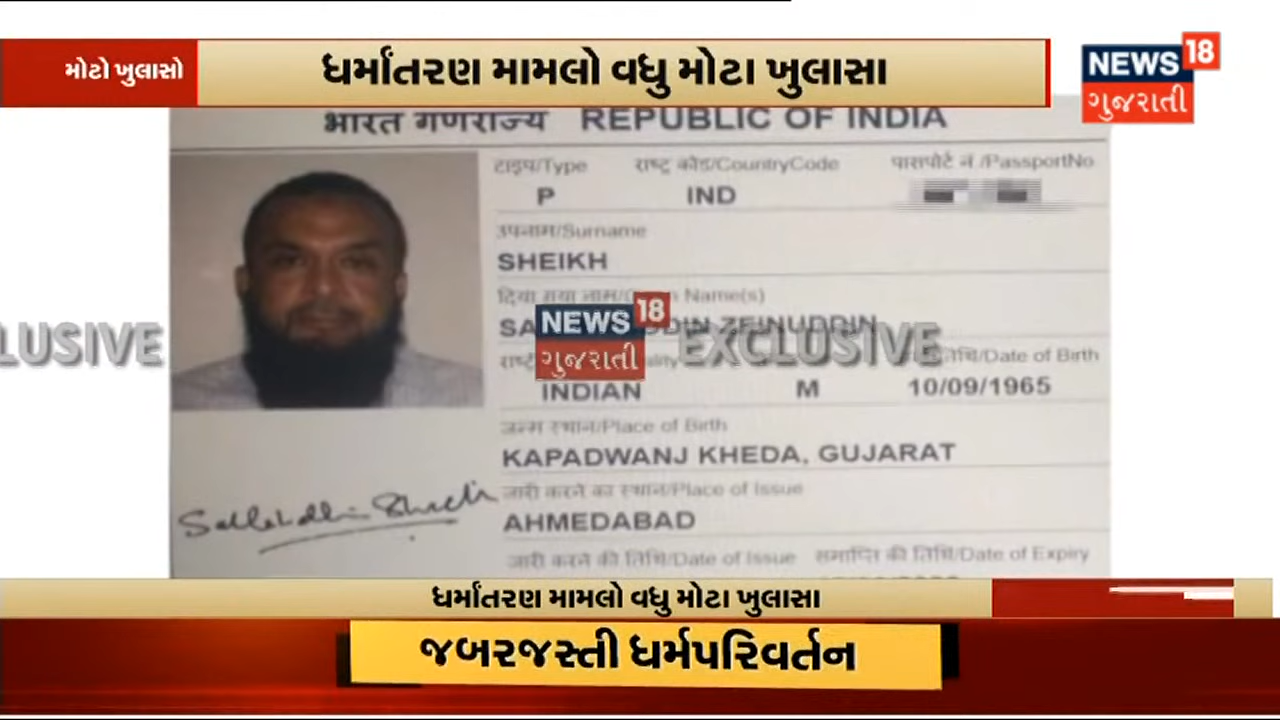 મોટો ખુલાસો
ધર્માંતરણ મામલો વધુ મોટા ખુલાસા
NEWS 18
ગુજરાતી
भारत गणराज्य REPUBLIC OF INDIA
टाइप/Type राष्ट्र कोड/CountryCode पासपोर्ट नं./PassportNo
P IND
उपनाम/Surname
SHEIKH
दिया गया नाम/ Name(s)
ZEINUDDIN
NEWS 18
ગુજરાતી
LUSIVE
EXCLUSIVE
/Date of Birth
INDIAN M 10/09/1965
जन्म स्थान/Place of Birth
KAPADWANJ KHEDA, GUJARAT
जारी करने का स्थान/Place of Issue
AHMEDABAD
जारी करने की तिथि/Date of Issue समाप्ति की तिथि/Date of Expiry
ધર્માંતરણ મામલો વધુ મોટા ખુલાસા
જબરજસ્તી ધર્મપરિવર્તન